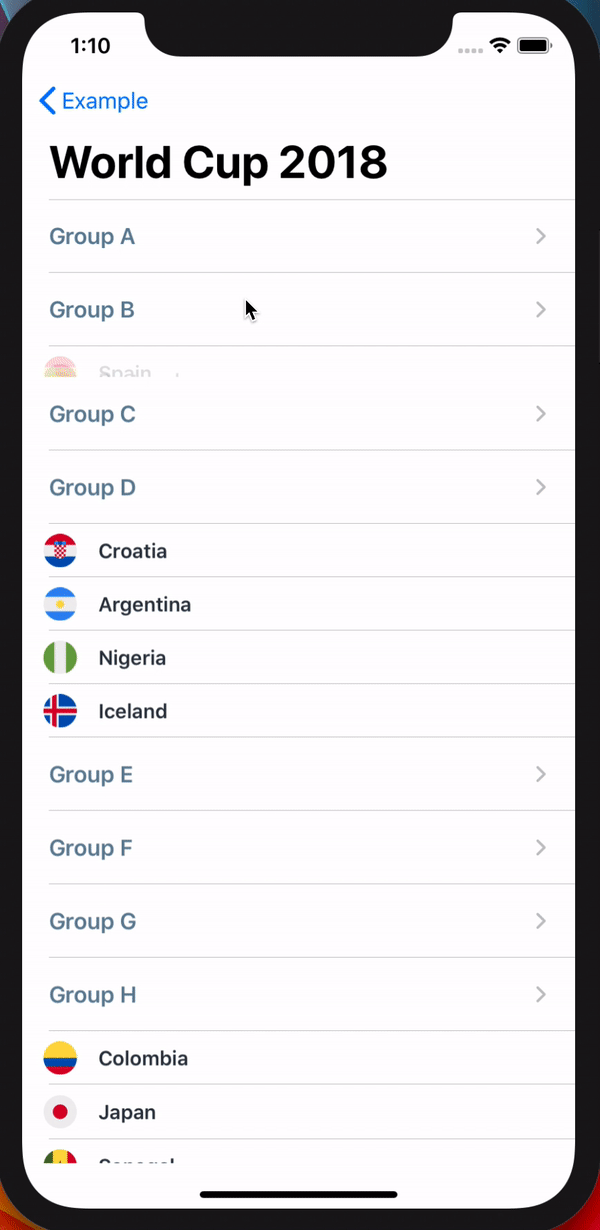 1:10
Example
World Cup 2018
Group A
Group B
Spain
Group C
Group D
Croatia
Argentina
Nigeria
Iceland
Group E
Group F
Group G
Group H
Colombia
Japan
Senegal